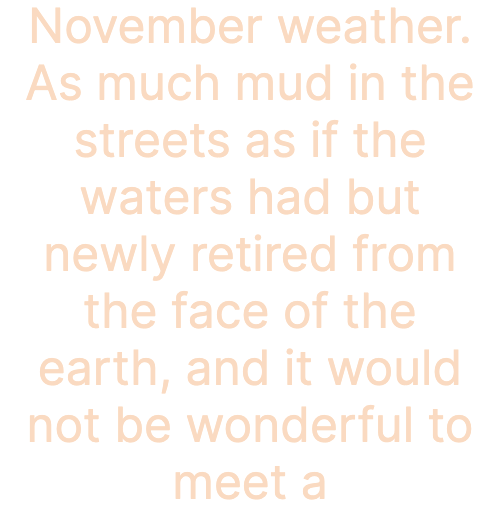 November weather.
As much mud in the
streets as if the
waters had but
newly retired from
the face of the
earth, and it would
not be wonderful to
meet a